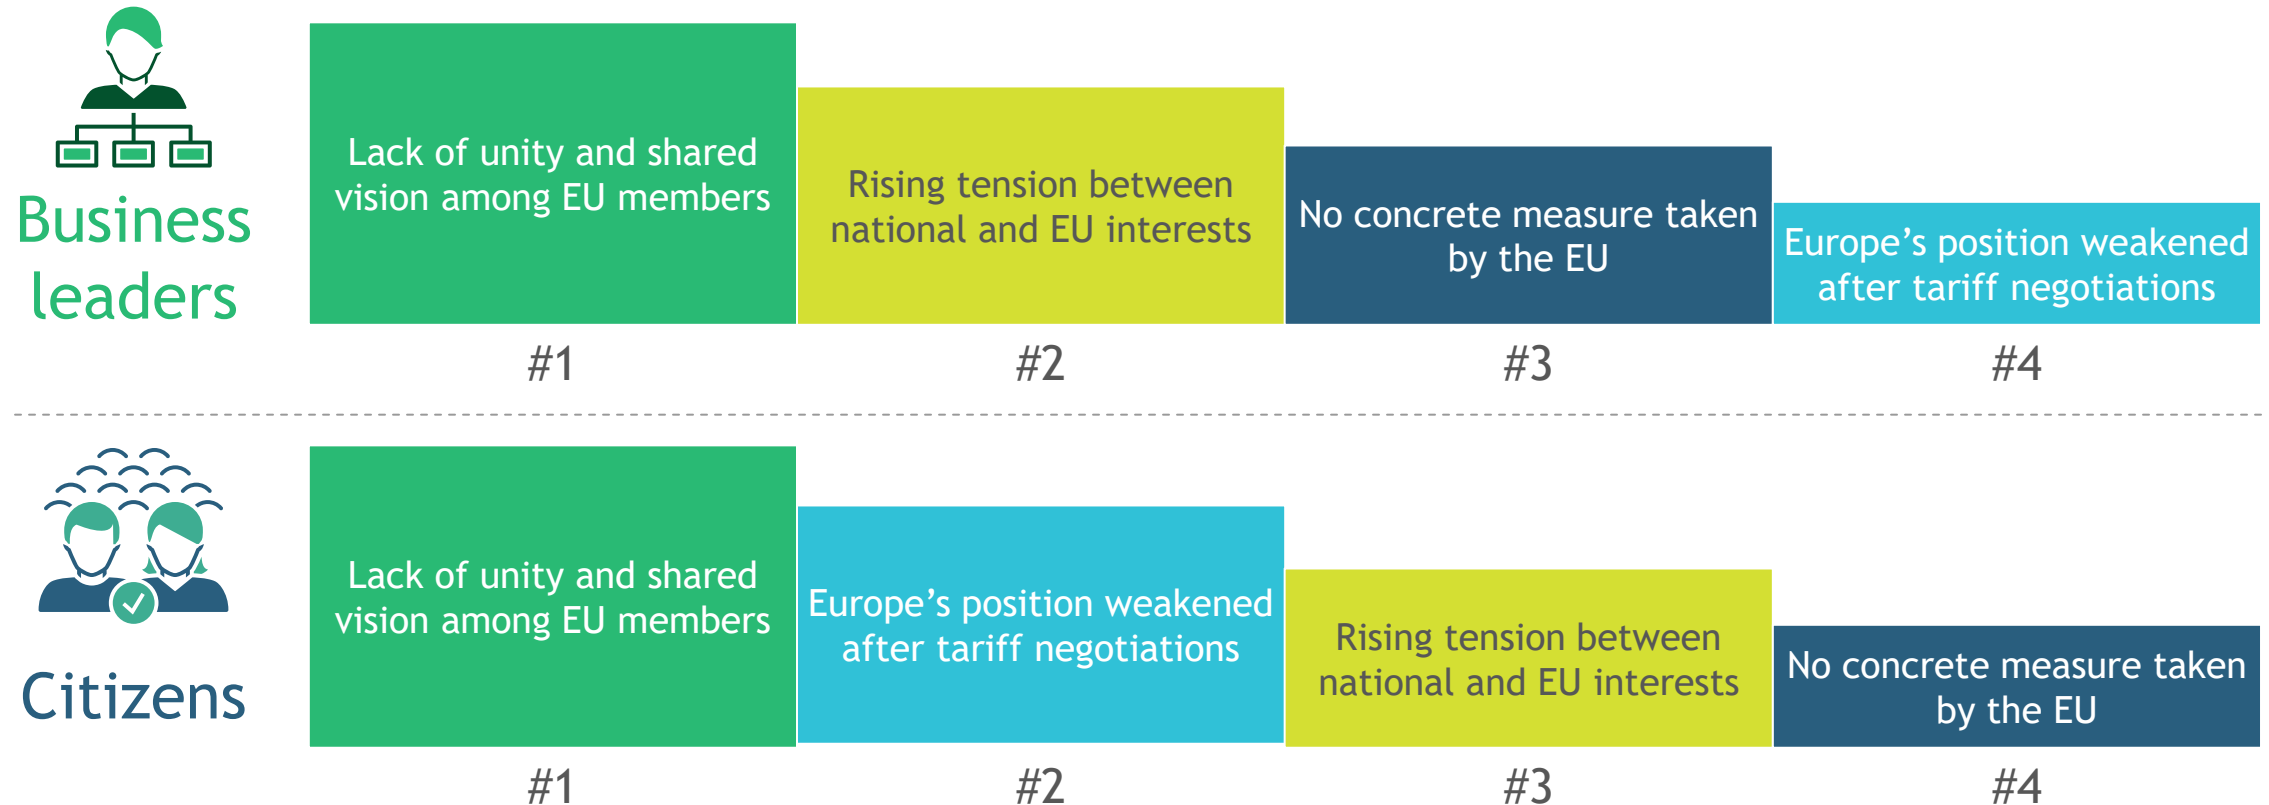 Business
leaders
Lack of unity and shared
vision among EU members
Rising tension between
national and EU interests
No concrete measure taken
by the EU
Europe’s position weakened
after tariff negotiations
#1
#2
#3
#4
Citizens
Lack of unity and shared
vision among EU members
Europe’s position weakened
after tariff negotiations
Rising tension between
national and EU interests
No concrete measure taken
by the EU
#1
#2
#3
#4